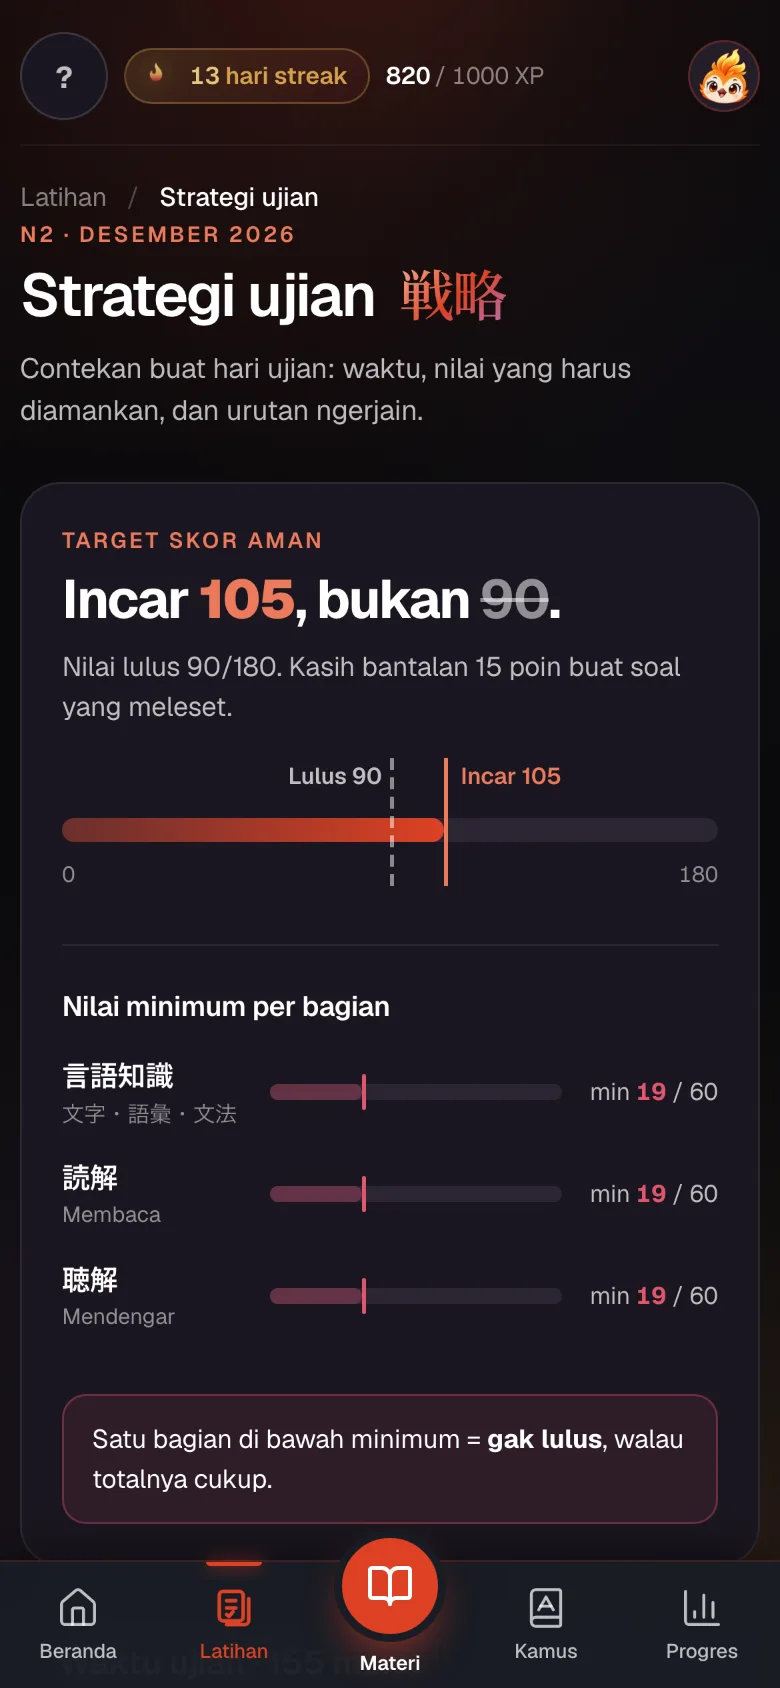 ?
13 hari streak
820 / 1000 XP
Latihan / Strategi ujian
N2 · DESEMBER 2026
Strategi ujian 戦略
Contekan buat hari ujian: waktu, nilai yang harus
diamankan, dan urutan ngerjain.
TARGET SKOR AMAN
Incar 105, bukan 90.
Nilai lulus 90/180. Kasih bantalan 15 poin buat soal
yang meleset.
Lulus 90
Incar 105
0
180
Nilai minimum per bagian
言語知識
文字・語彙・文法
min 19 / 60
読解
Membaca
min 19 / 60
聴解
Mendengar
min 19 / 60
Satu bagian di bawah minimum = gak lulus, walau
totalnya cukup.
Waktu ujian 155
Beranda
Latihan
Materi
Kamus
Progres